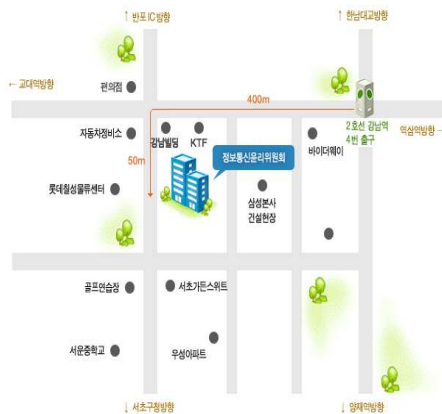 ↑ 반포 IC 방향
↑ 한남대교방향
← 교대역방향
편의점
400m
자동차정비소
강남빌딩
KTF
2호선 강남역
4번 출구
역삼역방향→
바이더웨이
50m
정보통신윤리위원회
롯데칠성물류센터
삼성본사
건설현장
골프연습장
서초가든스위트
서운중학교
우성아파트
↓ 서초구청방향
↓ 양재역방향